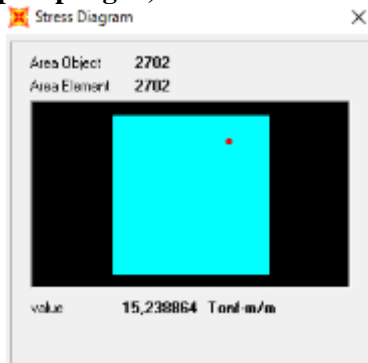 Stress Diagram
Area Object 2702
Area Element 2702
value 15,238864 Tonf-m/m